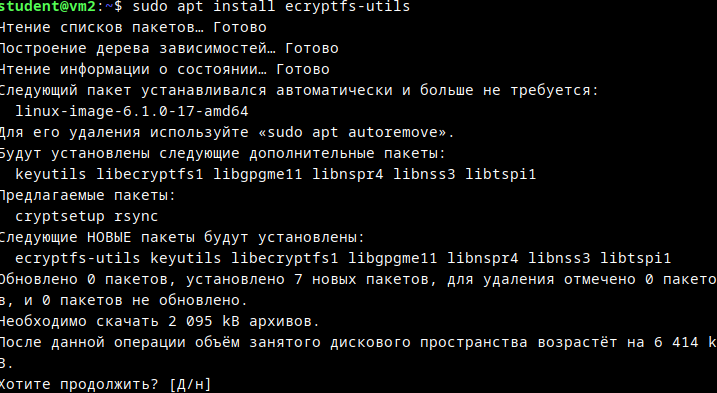 student@vm2:~$ sudo apt install ecryptfs-utils
Чтение списков пакетов… Готово
Построение дерева зависимостей… Готово
Чтение информации о состоянии… Готово
Следующий пакет устанавливался автоматически и больше не требуется:
linux-image-6.1.0-17-amd64
Для его удаления используйте «sudo apt autoremove».
Будут установлены следующие дополнительные пакеты:
keyutils libecryptfs1 libgpgme11 libnspr4 libnss3 libtspi1
Предлагаемые пакеты:
cryptsetup rsync
Следующие НОВЫЕ пакеты будут установлены:
ecryptfs-utils keyutils libecryptfs1 libgpgme11 libnspr4 libnss3 libtspi1
Обновлено 0 пакетов, установлено 7 новых пакетов, для удаления отмечено 0 пакето
в, и 0 пакетов не обновлено.
Необходимо скачать 2 095 kB архивов.
После данной операции объём занятого дискового пространства возрастёт на 6 414 k
B.
Хотите продолжить? [Д/н]